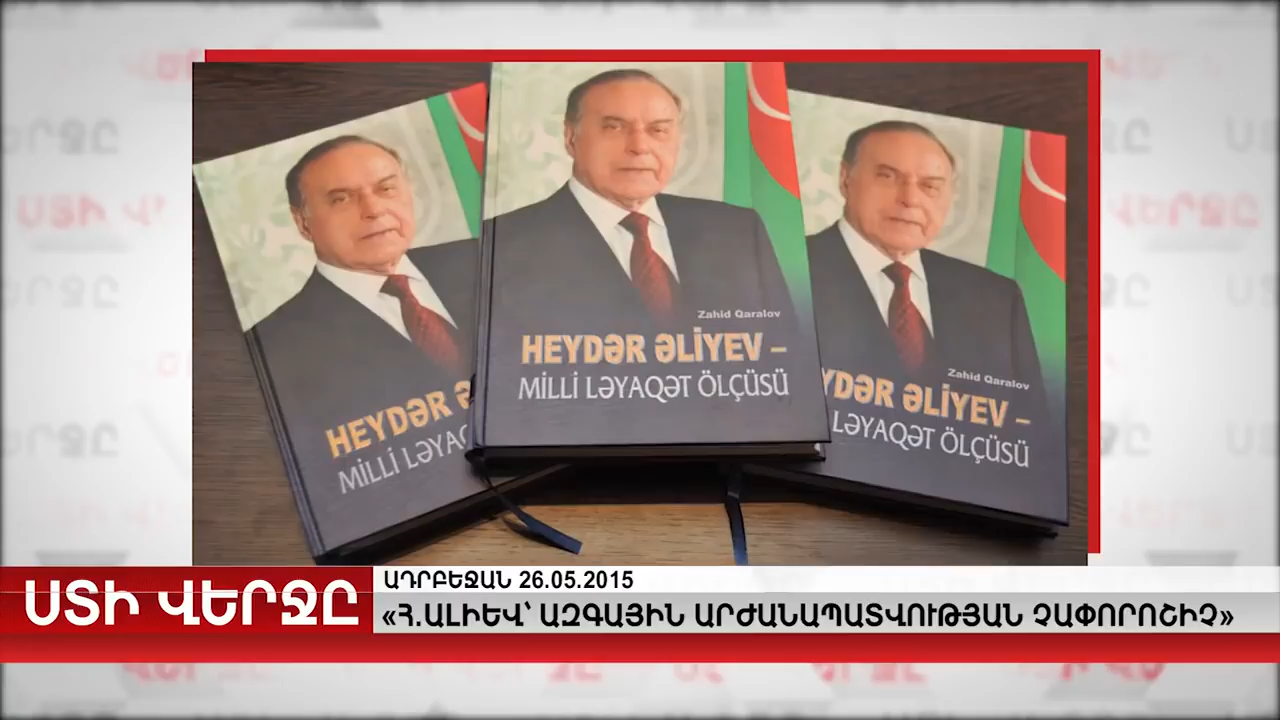 Zahid Qaralov
HEYDƏR ƏLİYEV –
MİLLİ LƏYAQƏT ÖLÇÜSÜ
HEYDƏR Ə
MİLLİ LƏYAQ
Zahid Qaralov
YDƏR ƏLİYEV –
LƏYAQƏT ÖLÇÜSÜ
ՍՏԻ ՎԵՐՋԸ
ԱԴՐԲԵՋԱՆ 26.05.2015
«Հ.ԱԼԻԵՎ՝ ԱԶԳԱՅԻՆ ԱՐԺԱՆԱՊԱՏՎՈՒԹՅԱՆ ՉԱՓՈՐՈՇԻՉ»